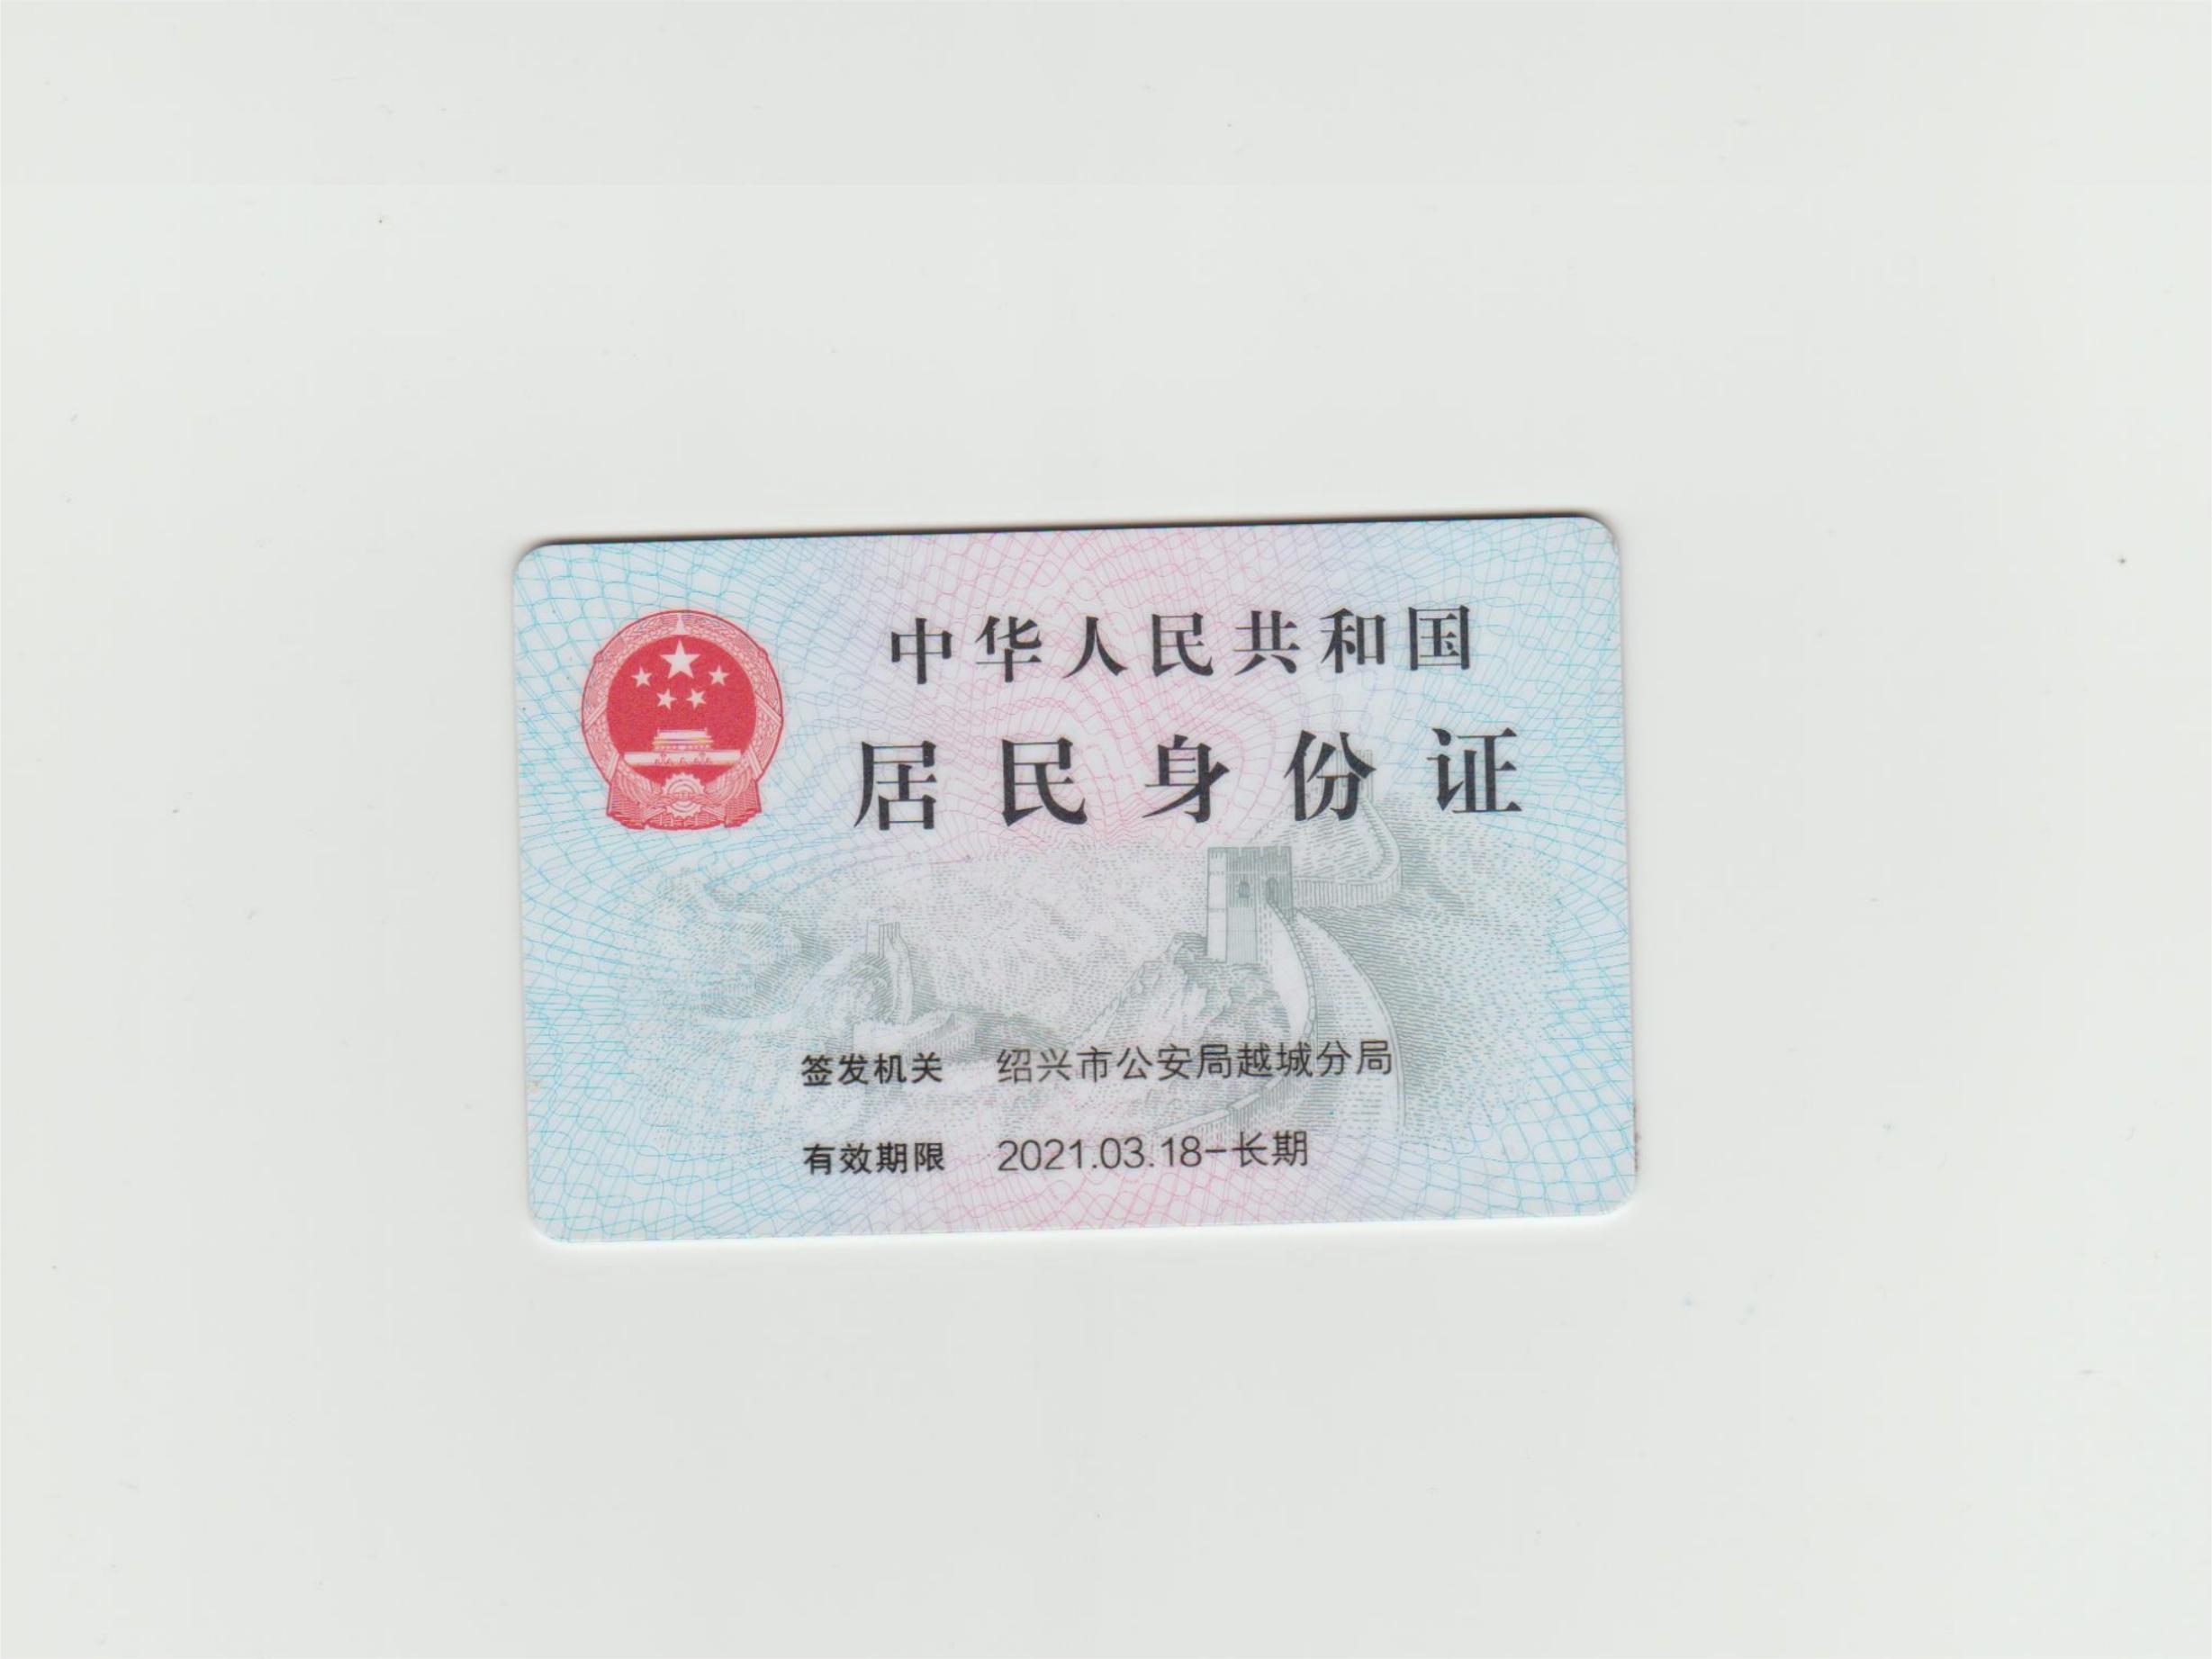 中华人民共和国
居民身份证
签发机关 绍兴市公安局越城分局
有效期限 2021.03.18-长期